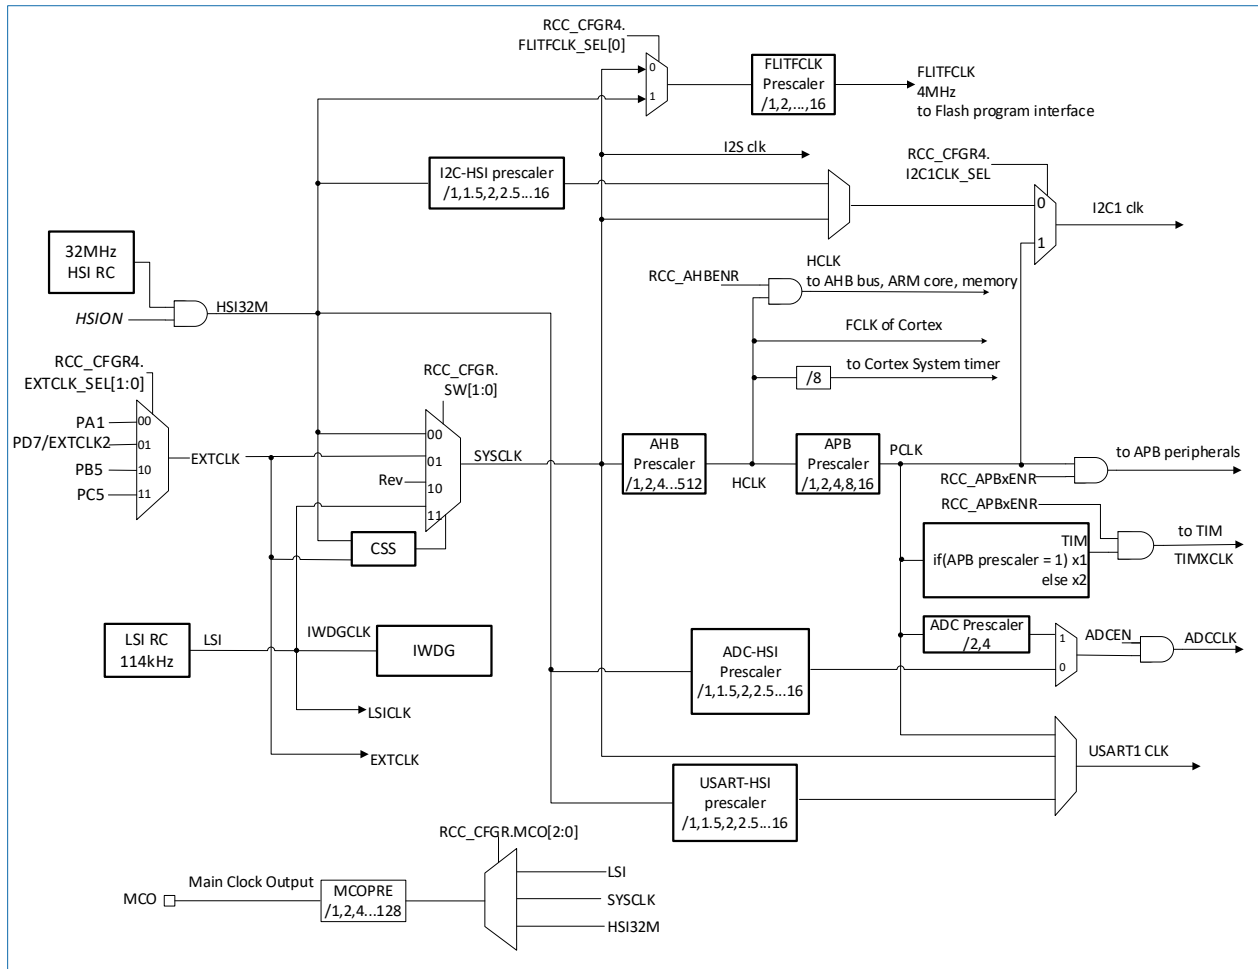 RCC_CFGR4.
FLITFCLK_SEL[0]
0
1
FLITFCLK
Prescaler
/1,2,...,16
FLITFCLK
4MHz
to Flash program interface
I2S clk
I2C-HSI prescaler
/1,1.5,2,2.5...16
RCC_CFGR4.
I2C1CLK_SEL
0
1
I2C1 clk
32MHz
HSI RC
HSION
HSI32M
RCC_AHBENR
HCLK
to AHB bus, ARM core, memory
FCLK of Cortex
/8
to Cortex System timer
RCC_CFGR4.
EXTCLK_SEL[1:0]
PA1
PD7/EXTCLK2
PB5
PC5
00
01
10
11
EXTCLK
RCC_CFGR.
SW[1:0]
00
01
Rev
10
11
SYSCLK
CSS
AHB
Prescaler
/1,2,4...512
HCLK
APB
Prescaler
/1,2,4,8,16
PCLK
to APB peripherals
RCC_APBxENR
RCC_APBxENR
TIM
if(APB prescaler = 1) x1
else x2
to TIM
TIMXCLK
LSI RC
114kHz
LSI
IWDGCLK
IWDG
LSICLK
EXTCLK
ADC-HSI
Prescaler
/1,1.5,2,2.5...16
ADC Prescaler
/2,4
1
0
ADCEN
ADCCLK
USART-HSI
prescaler
/1,1.5,2,2.5...16
USART1 CLK
RCC_CFGR.MCO[2:0]
MCO
Main Clock Output
MCOPRE
/1,2,4...128
LSI
SYSCLK
HSI32M